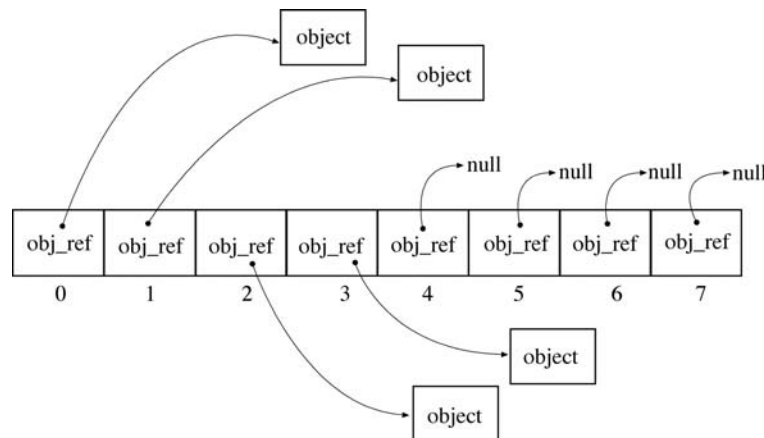 object
object
null
null
null
null
obj_ref
obj_ref
obj_ref
obj_ref
obj_ref
obj_ref
obj_ref
obj_ref
0
1
2
3
4
5
6
7
object
object